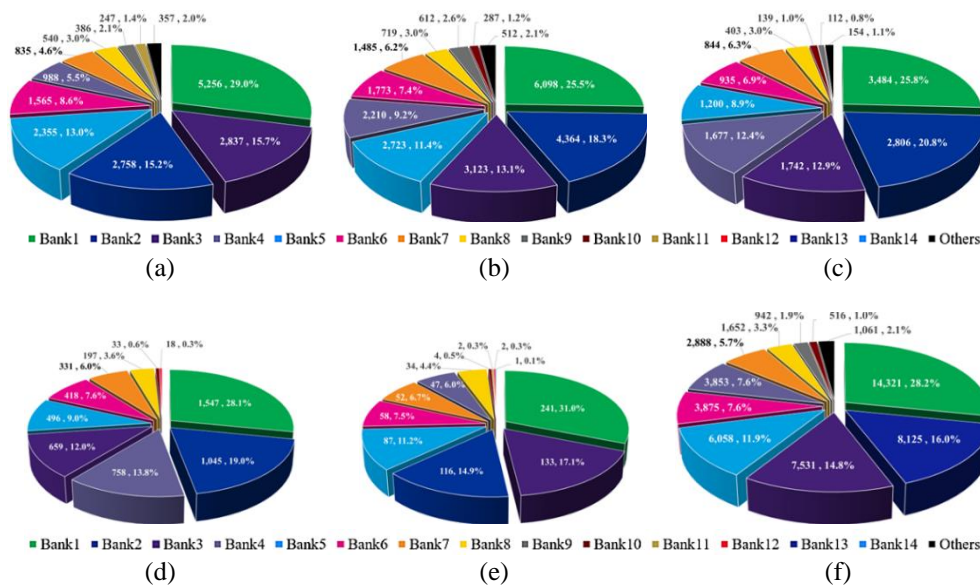 247 , 1.4%
357 , 2.0%
386 , 2.1%
540 , 3.0%
835 , 4.6%
988 , 5.5%
5,256 , 29.0%
1,565 , 8.6%
2,355 , 13.0%
2,837 , 15.7%
2,758 , 15.2%
612 , 2.6%
287 , 1.2%
719 , 3.0%
512 , 2.1%
1,485 , 6.2%
1,773 , 7.4%
6,098 , 25.5%
2,210 , 9.2%
4,364 , 18.3%
2,723 , 11.4%
3,123 , 13.1%
139 , 1.0%
112 , 0.8%
403 , 3.0%
154 , 1.1%
844 , 6.3%
935 , 6.9%
3,484 , 25.8%
1,200 , 8.9%
1,677 , 12.4%
2,806 , 20.8%
1,742 , 12.9%
Bank1 Bank2 Bank3 Bank4 Bank5 Bank6 Bank7 Bank8 Bank9 Bank10 Bank11 Bank12 Bank13 Bank14 Others
(a) (b) (c)
33 , 0.6%
18 , 0.3%
197 , 3.6%
331 , 6.0%
418 , 7.6%
1,547 , 28.1%
496 , 9.0%
659 , 12.0%
1,045 , 19.0%
758 , 13.8%
2, 0.3%
2, 0.3%
4, 0.5%
1, 0.1%
34, 4.4%
47, 6.0%
52, 6.7%
58, 7.5%
241, 31.0%
87, 11.2%
116, 14.9%
133, 17.1%
942 , 1.9%
516 , 1.0%
1,652 , 3.3%
1,061 , 2.1%
2,888 , 5.7%
3,853 , 7.6%
14,321 , 28.2%
3,875 , 7.6%
6,058 , 11.9%
8,125 , 16.0%
7,531 , 14.8%
Bank1 Bank2 Bank3 Bank4 Bank5 Bank6 Bank7 Bank8 Bank9 Bank10 Bank11 Bank12 Bank13 Bank14 Others
(d) (e) (f)